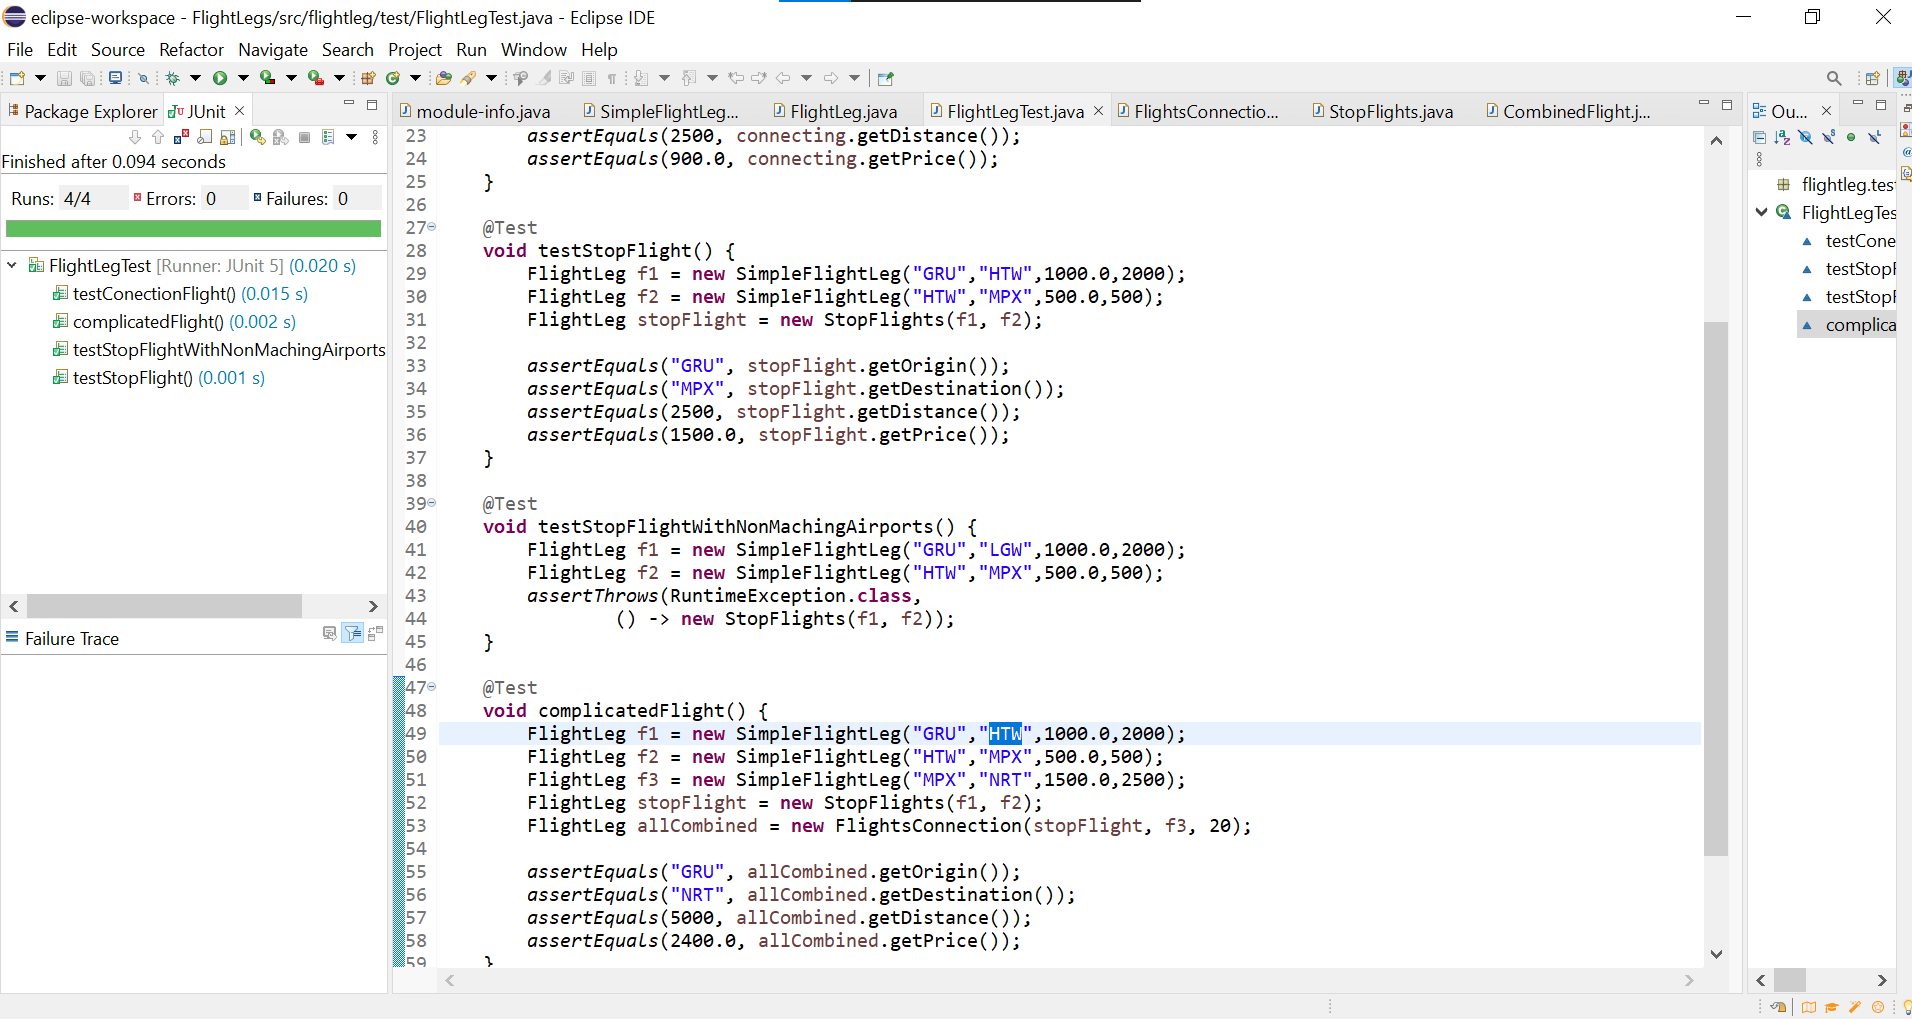 eclipse-workspace - FlightLegs/src/flightleg/test/FlightLegTest.java - Eclipse IDE
File Edit Source Refactor Navigate Search Project Run Window Help
Package Explorer JUnit
Finished after 0.094 seconds
Runs: 4/4 Errors: 0 Failures: 0
FlightLegTest [Runner: JUnit 5] (0.020 s)
testConectionFlight() (0.015 s)
complicatedFlight() (0.002 s)
testStopFlightWithNonMachingAirports
testStopFlight() (0.001 s)
Failure Trace
module-info.java SimpleFlightLeg... FlightLeg.java FlightLegTest.java FlightsConnectio... StopFlights.java CombinedFlight.j...
23 assertEquals(2500, connecting.getDistance());
24 assertEquals(900.0, connecting.getPrice());
25 }
26
27 @Test
28 void testStopFlight() {
29 FlightLeg f1 = new SimpleFlightLeg("GRU","HTW",1000.0,2000);
30 FlightLeg f2 = new SimpleFlightLeg("HTW","MPX",500.0,500);
31 FlightLeg stopFlight = new StopFlights(f1, f2);
32
33 assertEquals("GRU", stopFlight.getOrigin());
34 assertEquals("MPX", stopFlight.getDestination());
35 assertEquals(2500, stopFlight.getDistance());
36 assertEquals(1500.0, stopFlight.getPrice());
37 }
38
39 @Test
40 void testStopFlightWithNonMachingAirports() {
41 FlightLeg f1 = new SimpleFlightLeg("GRU","LGW",1000.0,2000);
42 FlightLeg f2 = new SimpleFlightLeg("HTW","MPX",500.0,500);
43 assertThrows(RuntimeException.class,
44 () -> new StopFlights(f1, f2));
45 }
46
47 @Test
48 void complicatedFlight() {
49 FlightLeg f1 = new SimpleFlightLeg("GRU","HTW",1000.0,2000);
50 FlightLeg f2 = new SimpleFlightLeg("HTW","MPX",500.0,500);
51 FlightLeg f3 = new SimpleFlightLeg("MPX","NRT",1500.0,2500);
52 FlightLeg stopFlight = new StopFlights(f1, f2);
53 FlightLeg allCombined = new FlightsConnection(stopFlight, f3, 20);
54
55 assertEquals("GRU", allCombined.getOrigin());
56 assertEquals("NRT", allCombined.getDestination());
57 assertEquals(5000, allCombined.getDistance());
58 assertEquals(2400.0, allCombined.getPrice());
59 }
Ou...
flightleg.test
FlightLegTes
testCone
testStopF
testStopF
complica